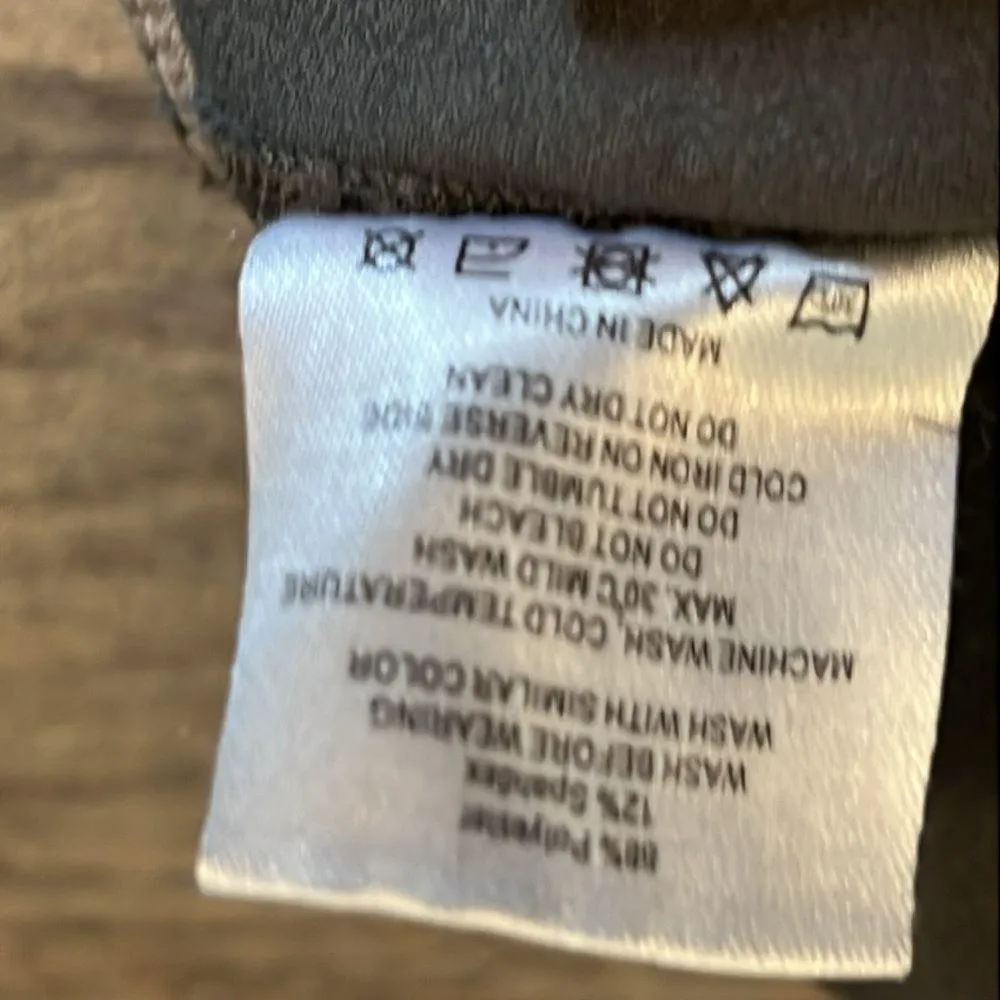 88% Polyester
12% Spandex
WASH BEFORE WEARING
WASH WITH SIMILAR COLOR
MACHINE WASH, COLD TEMPERATURE
MAX. 30°C MILD WASH
DO NOT BLEACH
DO NOT TUMBLE DRY
COLD IRON ON REVERSE SIDE
DO NOT DRY CLEAN
MADE IN CHINA